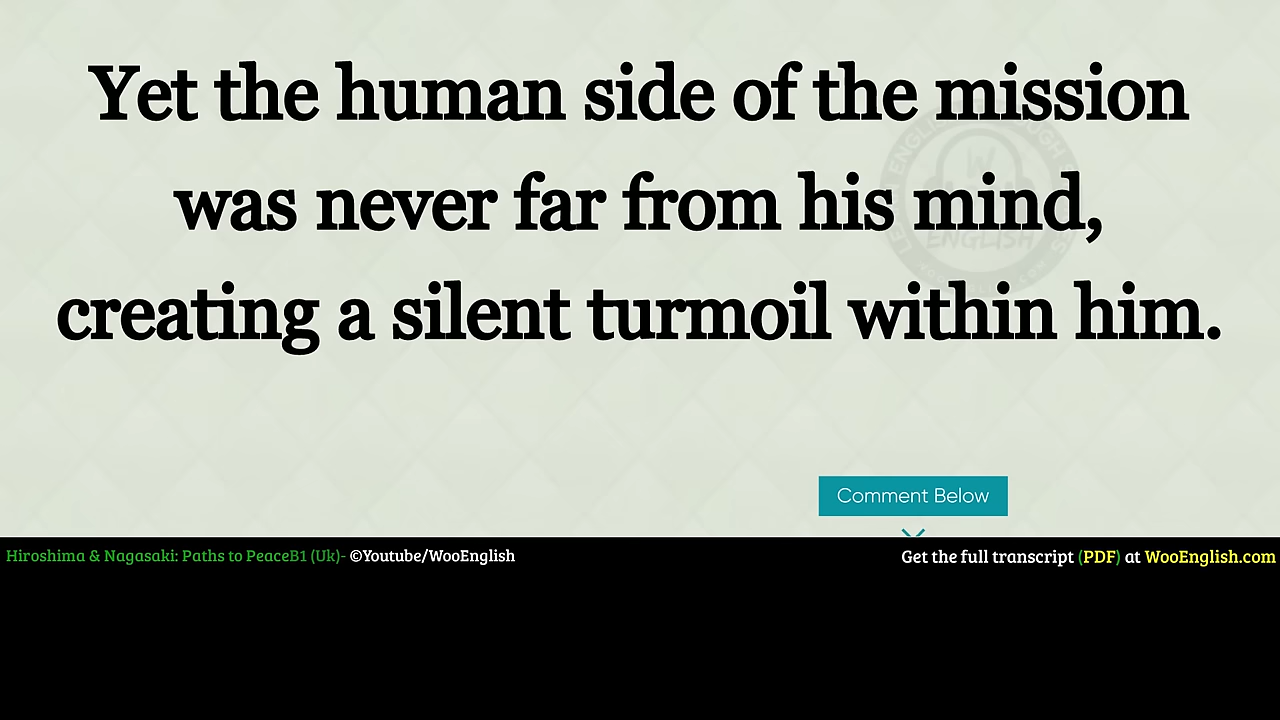 Yet the human side of the mission
was never far from his mind,
creating a silent turmoil within him.
ENGLISH
Comment Below
Hiroshima & Nagasaki: Paths to PeaceB1 (Uk)- ©Youtube/WooEnglish
Get the full transcript (PDF) at WooEnglish.com